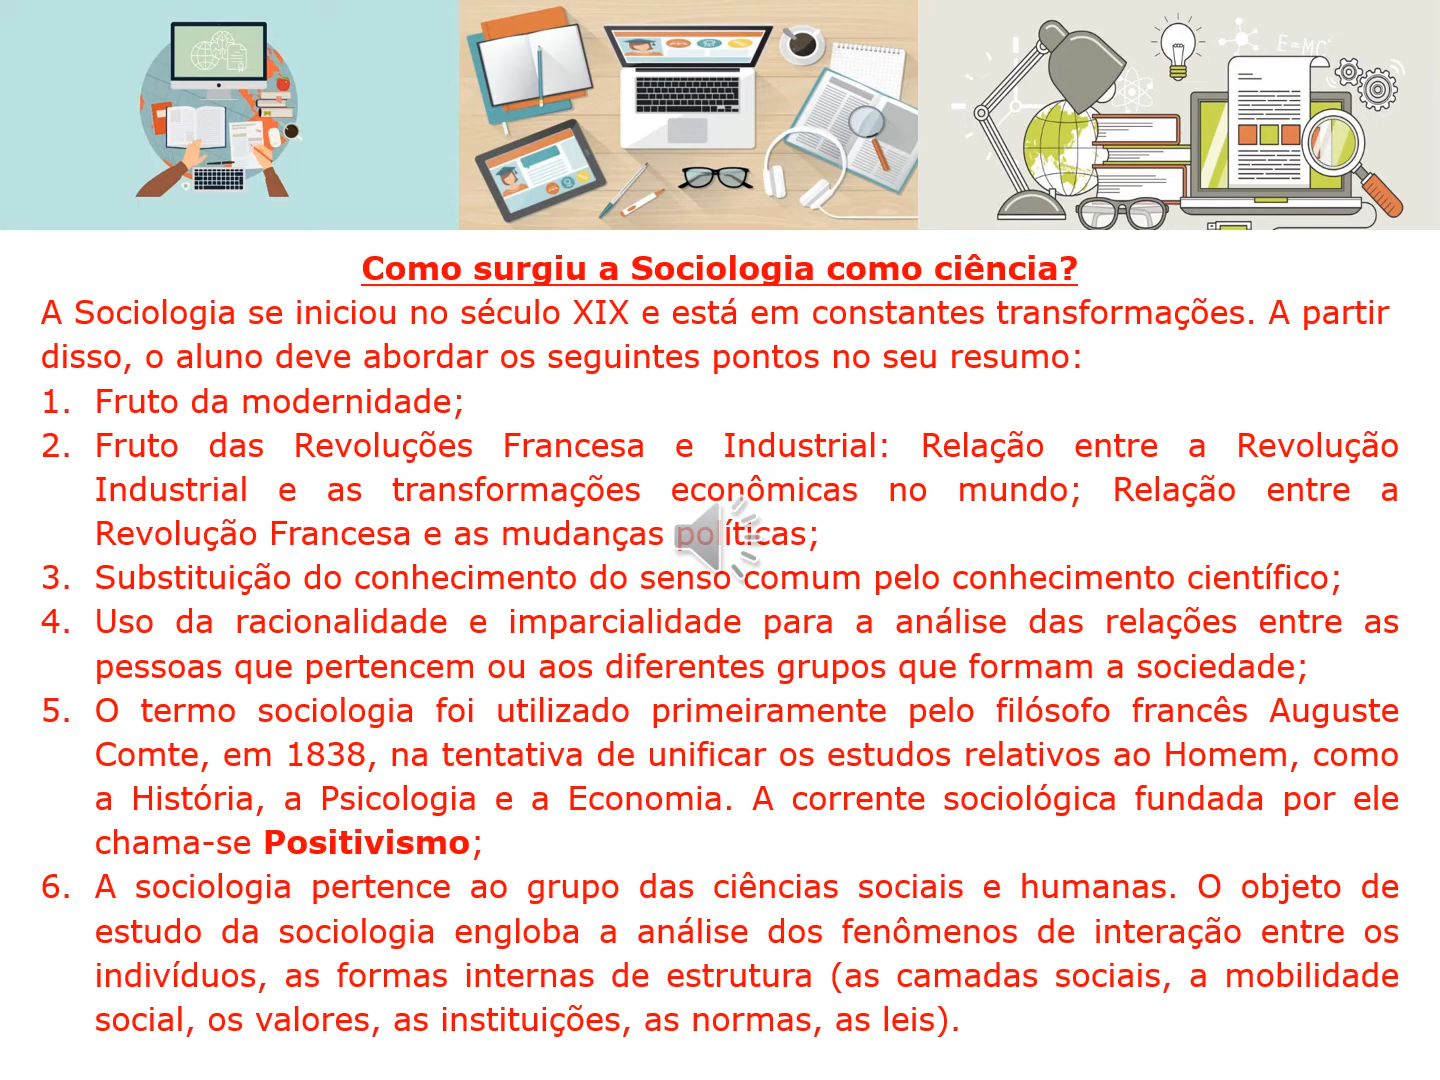 E=MC²
Como surgiu a Sociologia como ciência?
A Sociologia se iniciou no século XIX e está em constantes transformações. A partir
disso, o aluno deve abordar os seguintes pontos no seu resumo:
1. Fruto da modernidade;
2. Fruto das Revoluções Francesa e Industrial: Relação entre a Revolução
Industrial e as transformações econômicas no mundo; Relação entre a
Revolução Francesa e as mudanças políticas;
3. Substituição do conhecimento do senso comum pelo conhecimento científico;
4. Uso da racionalidade e imparcialidade para a análise das relações entre as
pessoas que pertencem ou aos diferentes grupos que formam a sociedade;
5. O termo sociologia foi utilizado primeiramente pelo filósofo francês Auguste
Comte, em 1838, na tentativa de unificar os estudos relativos ao Homem, como
a História, a Psicologia e a Economia. A corrente sociológica fundada por ele
chama-se Positivismo;
6. A sociologia pertence ao grupo das ciências sociais e humanas. O objeto de
estudo da sociologia engloba a análise dos fenômenos de interação entre os
indivíduos, as formas internas de estrutura (as camadas sociais, a mobilidade
social, os valores, as instituições, as normas, as leis).